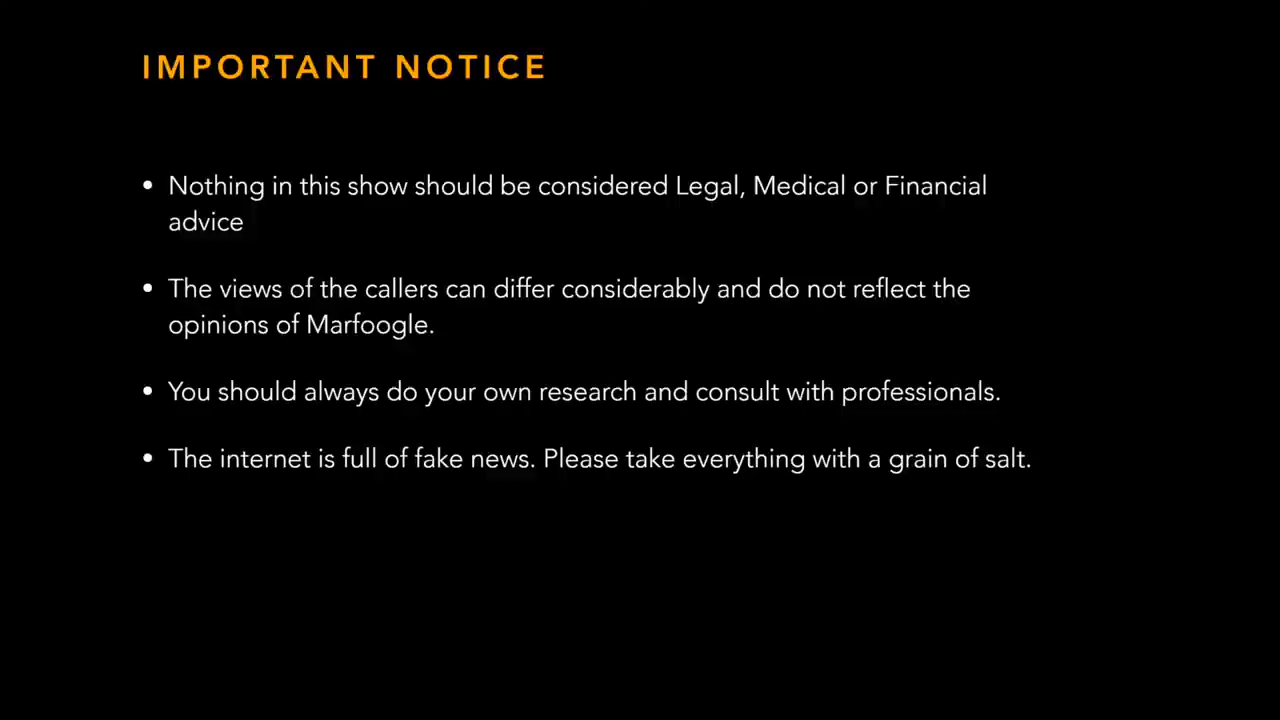 IMPORTANT NOTICE
• Nothing in this show should be considered Legal, Medical or Financial
advice
• The views of the callers can differ considerably and do not reflect the
opinions of Marfoogle.
• You should always do your own research and consult with professionals.
• The internet is full of fake news. Please take everything with a grain of salt.